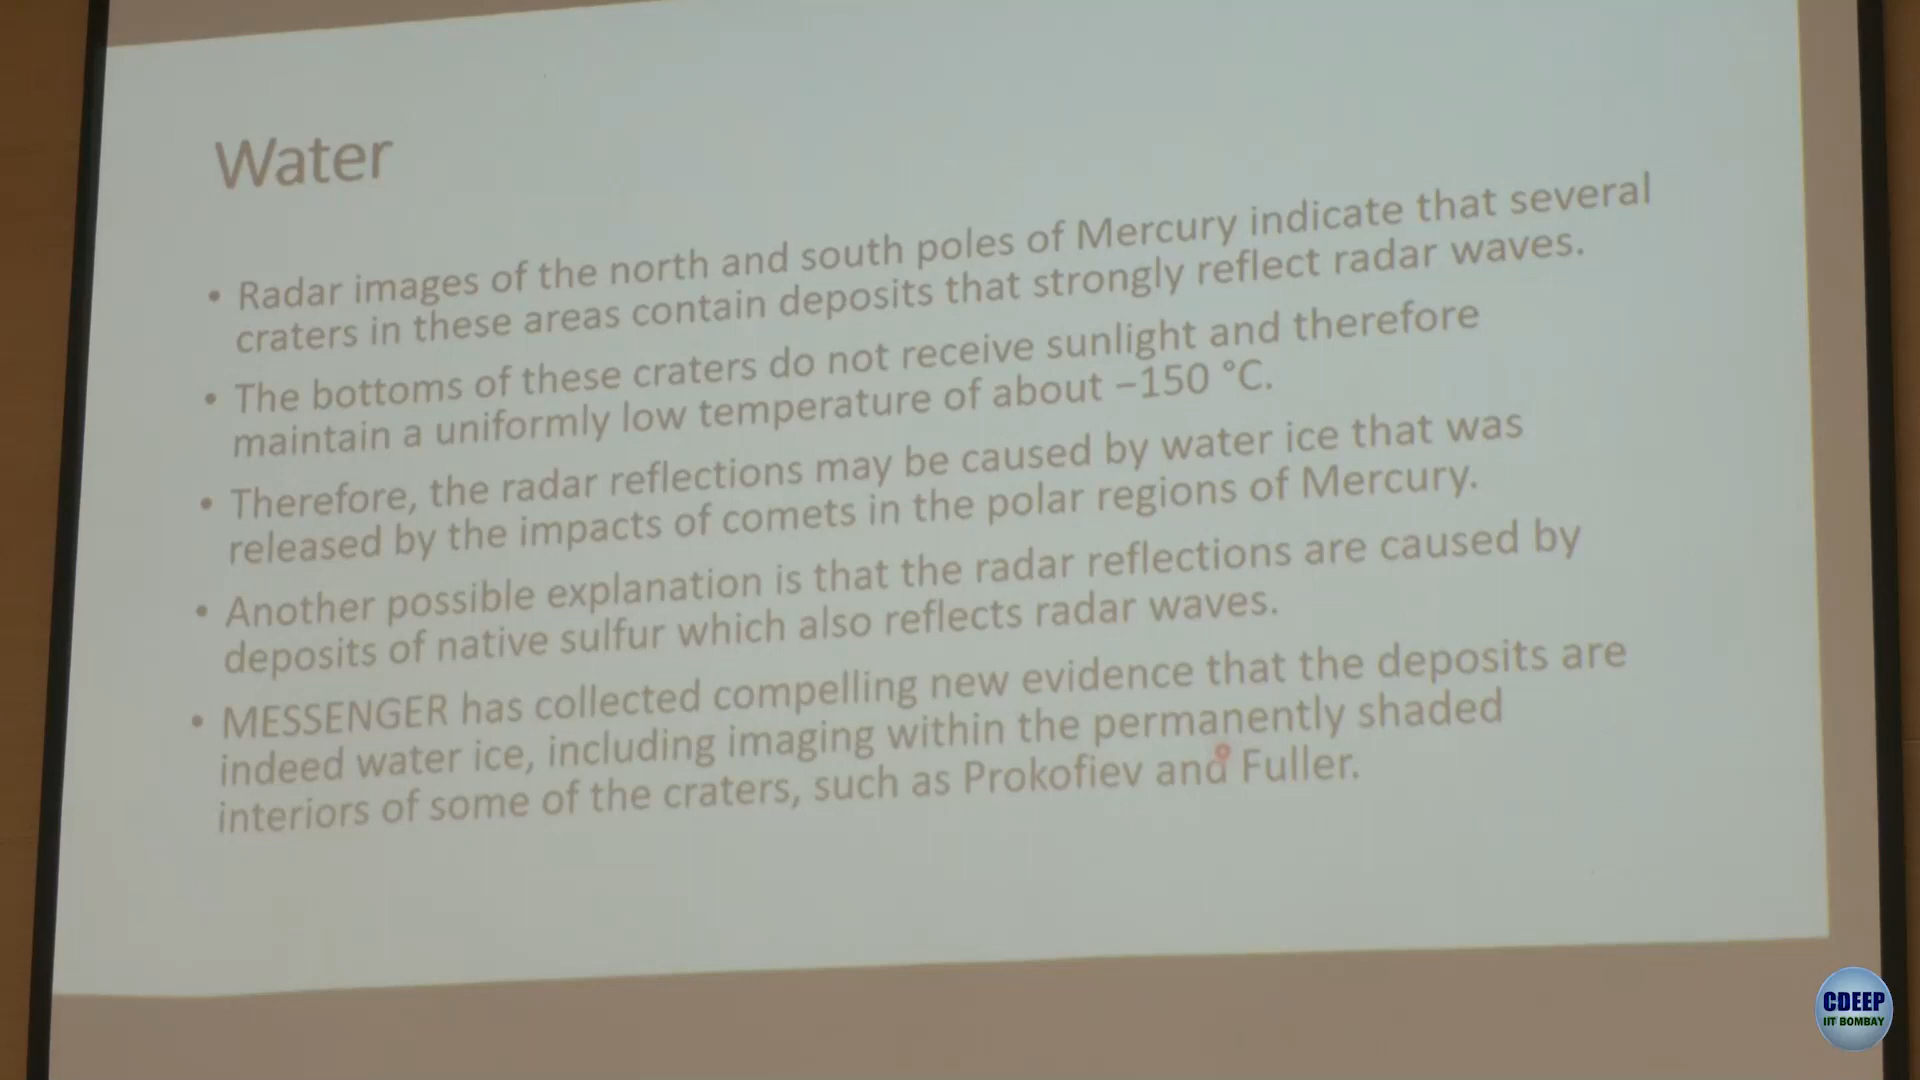 Water
• Radar images of the north and south poles of Mercury indicate that several
craters in these areas contain deposits that strongly reflect radar waves.
• The bottoms of these craters do not receive sunlight and therefore
maintain a uniformly low temperature of about –150 °C.
• Therefore, the radar reflections may be caused by water ice that was
released by the impacts of comets in the polar regions of Mercury.
• Another possible explanation is that the radar reflections are caused by
deposits of native sulfur which also reflects radar waves.
• MESSENGER has collected compelling new evidence that the deposits are
indeed water ice, including imaging within the permanently shaded
interiors of some of the craters, such as Prokofiev and Fuller.
CDEEP
IIT BOMBAY